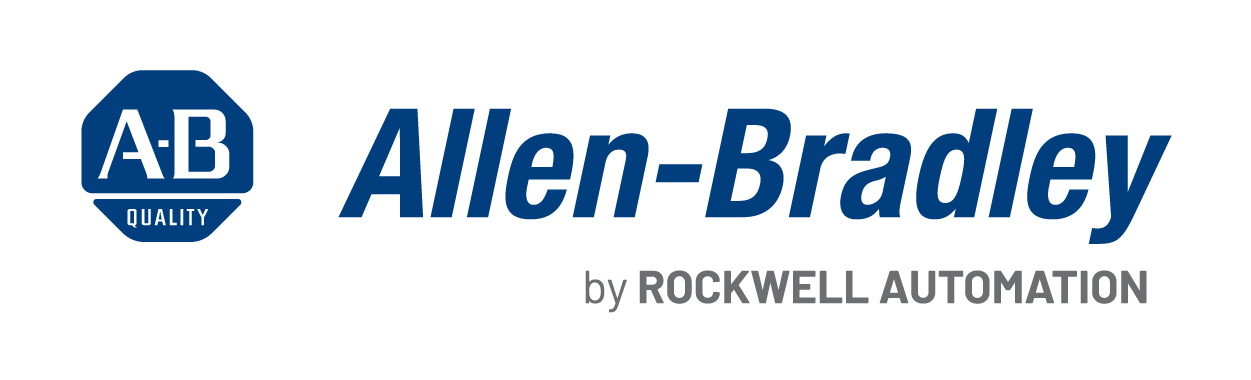 A-B
QUALITY
Allen-Bradley
by ROCKWELL AUTOMATION